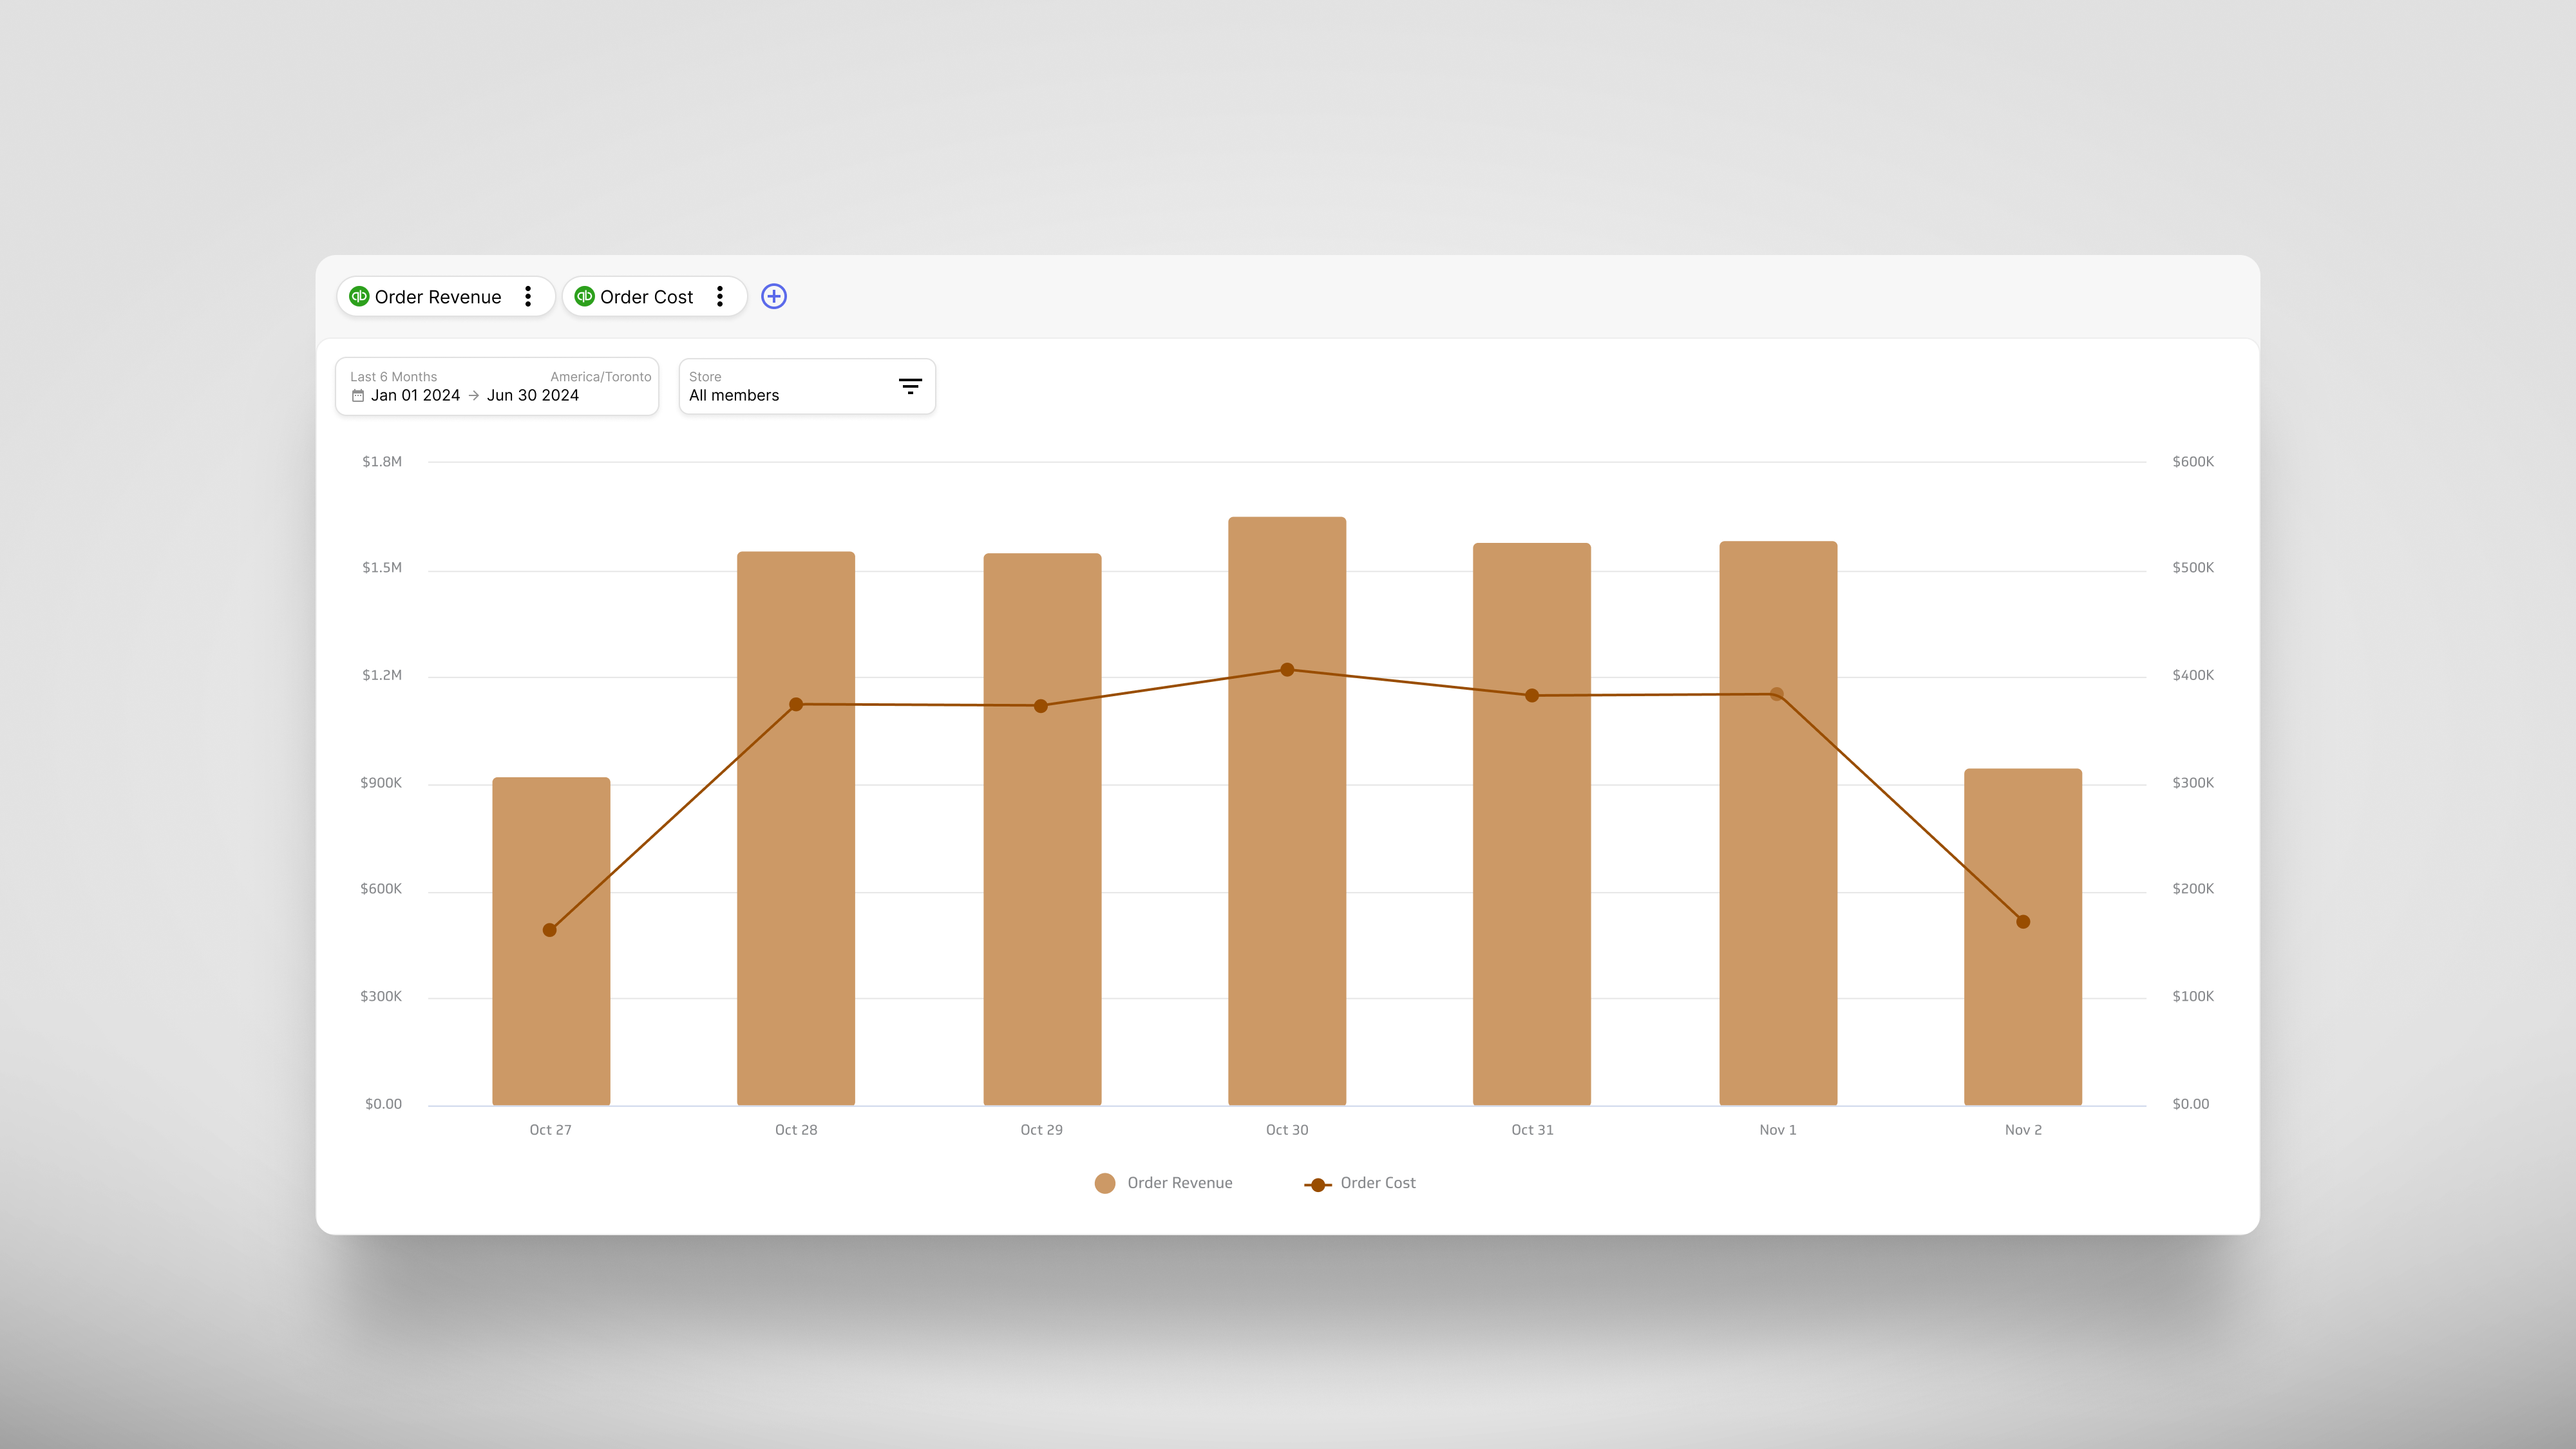 qb Order Revenue
qb Order Cost
Last 6 Months America/Toronto
Jan 01 2024 → Jun 30 2024
Store
All members
$1.8M $600K
$1.5M $500K
$1.2M $400K
$900K $300K
$600K $200K
$300K $100K
$0.00 $0.00
Oct 27 Oct 28 Oct 29 Oct 30 Oct 31 Nov 1 Nov 2
Order Revenue Order Cost